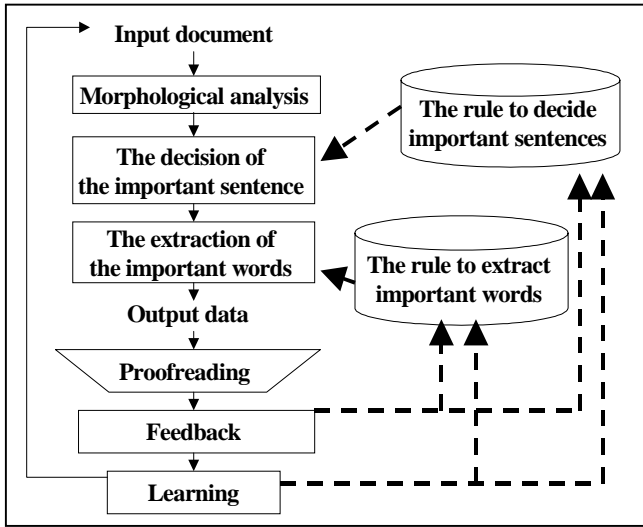 Input document
Morphological analysis
The decision of
the important sentence
The extraction of
the important words
Output data
Proofreading
Feedback
Learning
The rule to decide
important sentences
The rule to extract
important words